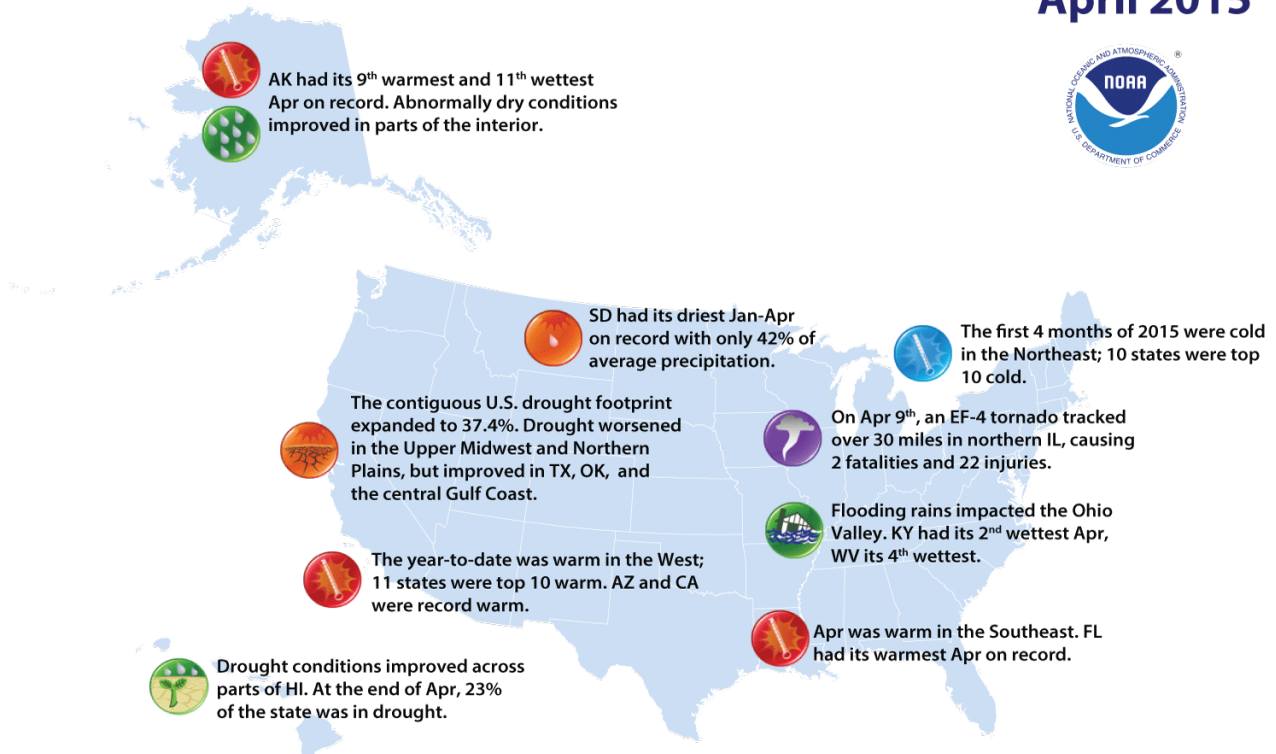 April 2015
NATIONAL OCEANIC AND ATMOSPHERIC ADMINISTRATION
®
NOAA
U.S. DEPARTMENT OF COMMERCE
AK had its 9th warmest and 11th wettest
Apr on record. Abnormally dry conditions
improved in parts of the interior.
SD had its driest Jan-Apr
on record with only 42% of
average precipitation.
The first 4 months of 2015 were cold
in the Northeast; 10 states were top
10 cold.
The contiguous U.S. drought footprint
expanded to 37.4%. Drought worsened
in the Upper Midwest and Northern
Plains, but improved in TX, OK, and
the central Gulf Coast.
On Apr 9th, an EF-4 tornado tracked
over 30 miles in northern IL, causing
2 fatalities and 22 injuries.
Flooding rains impacted the Ohio
Valley. KY had its 2nd wettest Apr,
WV its 4th wettest.
The year-to-date was warm in the West;
11 states were top 10 warm. AZ and CA
were record warm.
Apr was warm in the Southeast. FL
had its warmest Apr on record.
Drought conditions improved across
parts of HI. At the end of Apr, 23%
of the state was in drought.